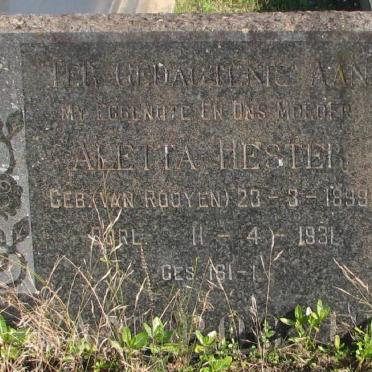 TER GEDAGTENIS AAN
MY EGGENOTE EN ONS MOEDER
ALETTA HESTER
GEB. (VAN ROOYEN) 23 - 3 - 1899
OORL 11 - 4 - 1931
GES 181-1